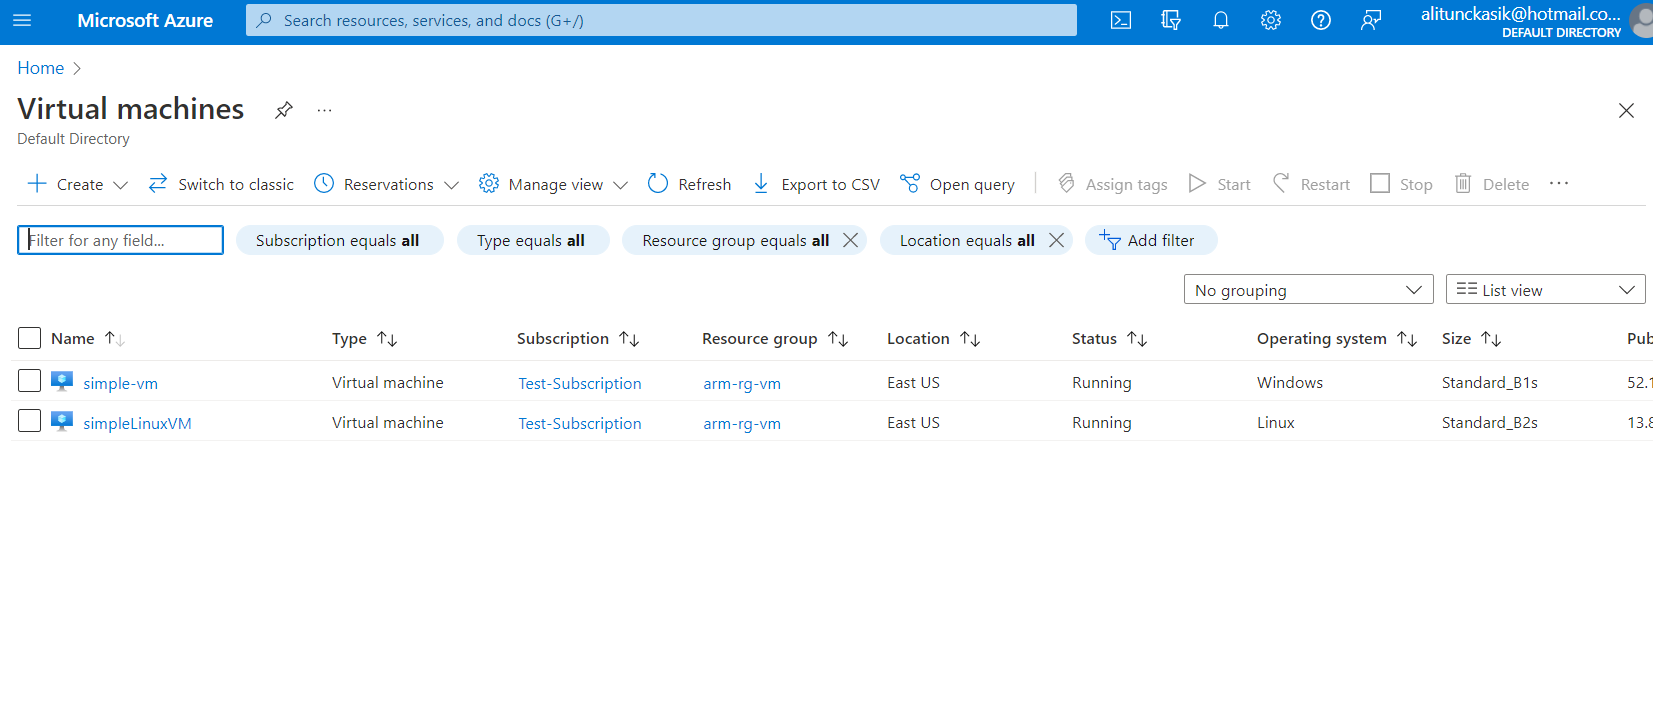 Microsoft Azure
Search resources, services, and docs (G+/)
alitunckasik@hotmail.co...
DEFAULT DIRECTORY
Home
Virtual machines
...
Default Directory
Create
Switch to classic
Reservations
Manage view
Refresh
Export to CSV
Open query
Assign tags
Start
Restart
Stop
Delete
...
Filter for any field...
Subscription equals all
Type equals all
Resource group equals all
Location equals all
Add filter
No grouping
List view
Name Type Subscription Resource group Location Status Operating system Size Pub
simple-vm Virtual machine Test-Subscription arm-rg-vm East US Running Windows Standard_B1s 52.1
simpleLinuxVM Virtual machine Test-Subscription arm-rg-vm East US Running Linux Standard_B2s 13.8